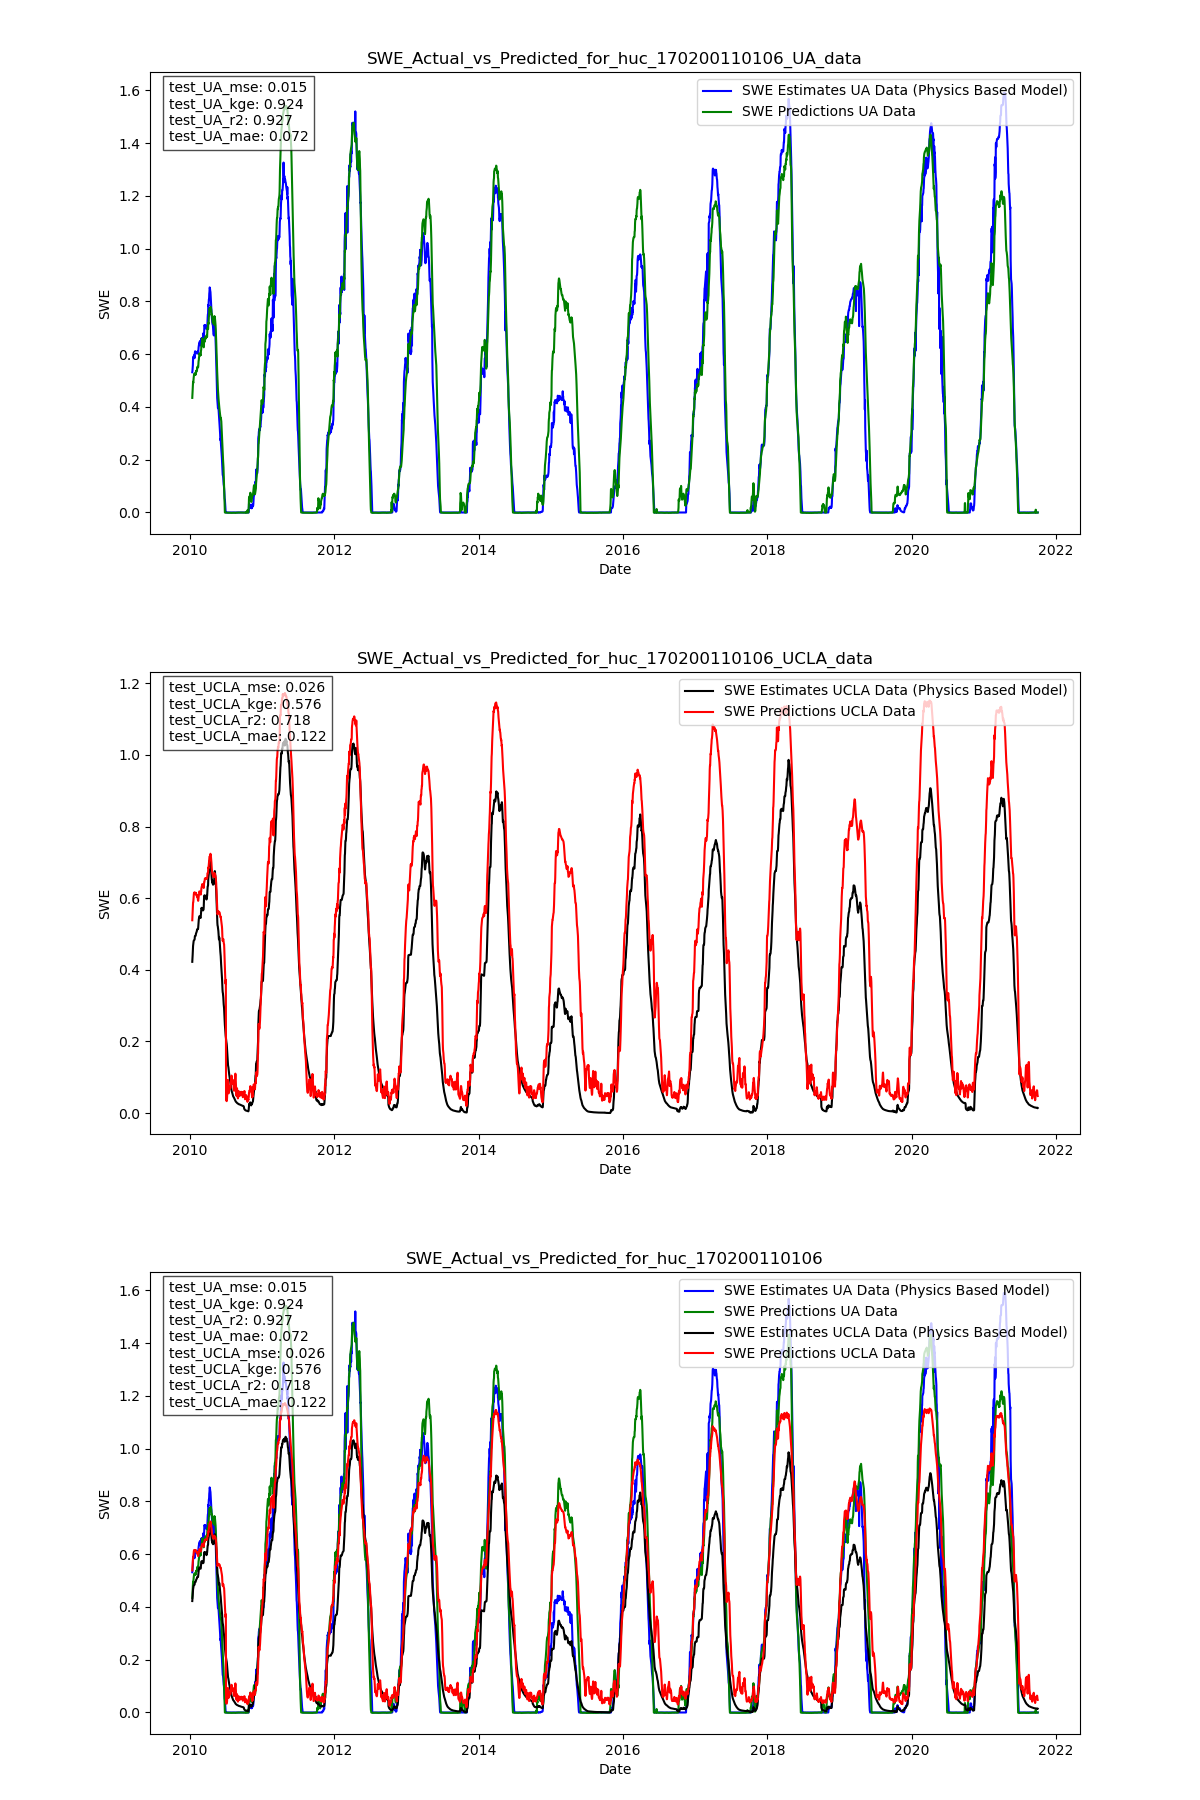 SWE_Actual_vs_Predicted_for_huc_170200110106_UA_data
test_UA_mse: 0.015
test_UA_kge: 0.924
test_UA_r2: 0.927
test_UA_mae: 0.072
SWE Estimates UA Data (Physics Based Model)
SWE Predictions UA Data
1.6
1.4
1.2
1.0
0.8
0.6
0.4
0.2
0.0
SWE
2010 2012 2014 2016 2018 2020 2022
Date
SWE_Actual_vs_Predicted_for_huc_170200110106_UCLA_data
test_UCLA_mse: 0.026
test_UCLA_kge: 0.576
test_UCLA_r2: 0.718
test_UCLA_mae: 0.122
SWE Estimates UCLA Data (Physics Based Model)
SWE Predictions UCLA Data
1.2
1.0
0.8
0.6
0.4
0.2
0.0
SWE
2010 2012 2014 2016 2018 2020 2022
Date
SWE_Actual_vs_Predicted_for_huc_170200110106
test_UA_mse: 0.015
test_UA_kge: 0.924
test_UA_r2: 0.927
test_UA_mae: 0.072
test_UCLA_mse: 0.026
test_UCLA_kge: 0.576
test_UCLA_r2: 0.718
test_UCLA_mae: 0.122
SWE Estimates UA Data (Physics Based Model)
SWE Predictions UA Data
SWE Estimates UCLA Data (Physics Based Model)
SWE Predictions UCLA Data
1.6
1.4
1.2
1.0
0.8
0.6
0.4
0.2
0.0
SWE
2010 2012 2014 2016 2018 2020 2022
Date